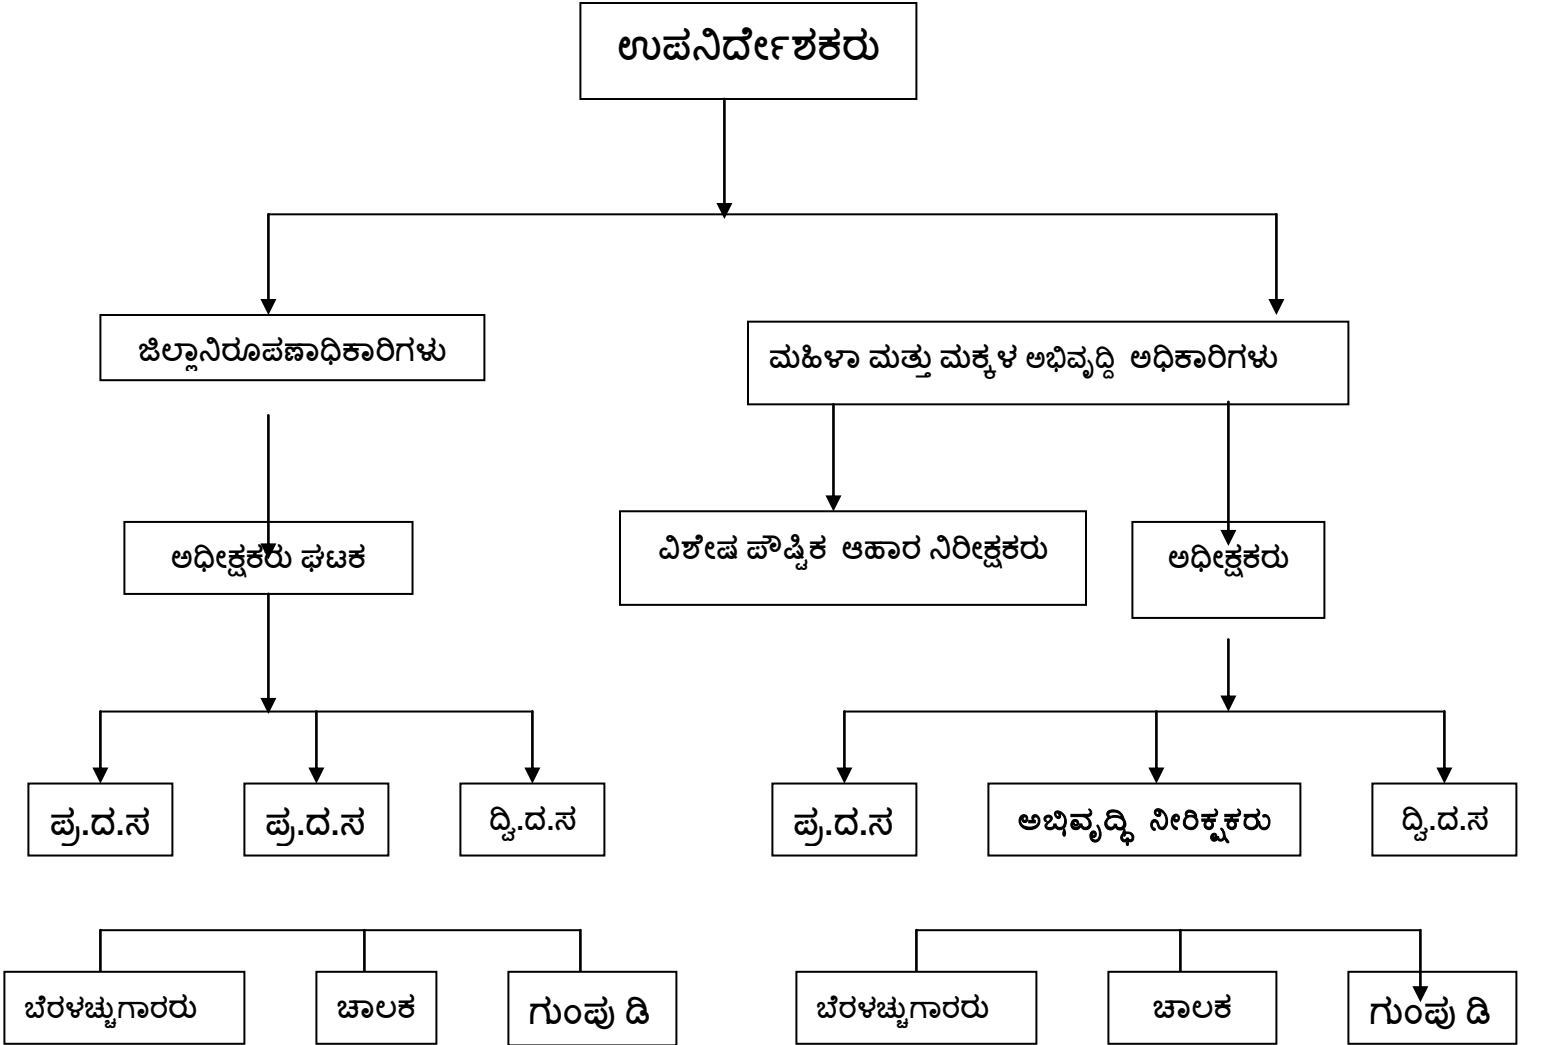 ಉಪನಿರ್ದೇಶಕರು
ಜಿಲ್ಲಾನಿರೂಪಣಾಧಿಕಾರಿಗಳು
ಮಹಿಳಾ ಮತ್ತು ಮಕ್ಕಳ ಅಭಿವೃದ್ದಿ ಅಧಿಕಾರಿಗಳು
ಅಧೀಕ್ಷಕರು ಘಟಕ
ವಿಶೇಷ ಪೌಷ್ಟಿಕ ಆಹಾರ ನಿರೀಕ್ಷಕರು
ಅಧೀಕ್ಷಕರು
ಪ್ರ.ದ.ಸ
ಪ್ರ.ದ.ಸ
ದ್ವಿ.ದ.ಸ
ಪ್ರ.ದ.ಸ
ಅಭಿವೃದ್ಧಿ ನೀರಿಕ್ಷಕರು
ದ್ವಿ.ದ.ಸ
ಬೆರಳಚ್ಚುಗಾರರು
ಚಾಲಕ
ಗುಂಪು ಡಿ
ಬೆರಳಚ್ಚುಗಾರರು
ಚಾಲಕ
ಗುಂಪು ಡಿ